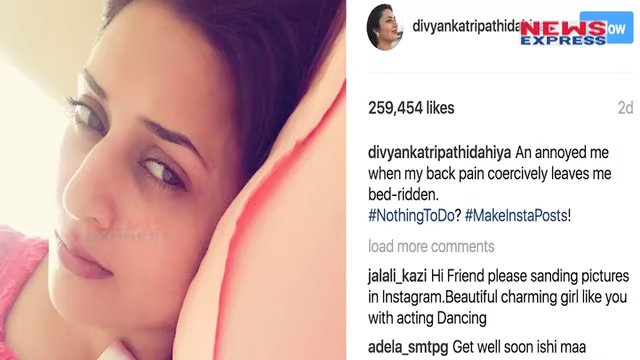 divyankatripathidahi
NEWS
EXPRESS
259,454 likes
2d
divyankatripathidahiya An annoyed me
when my back pain coercively leaves me
bed-ridden.
#NothingToDo? #MakeInstaPosts!
load more comments
jalali_kazi Hi Friend please sanding pictures
in Instagram.Beautiful charming girl like you
with acting Dancing
adela_smtpg Get well soon ishi maa